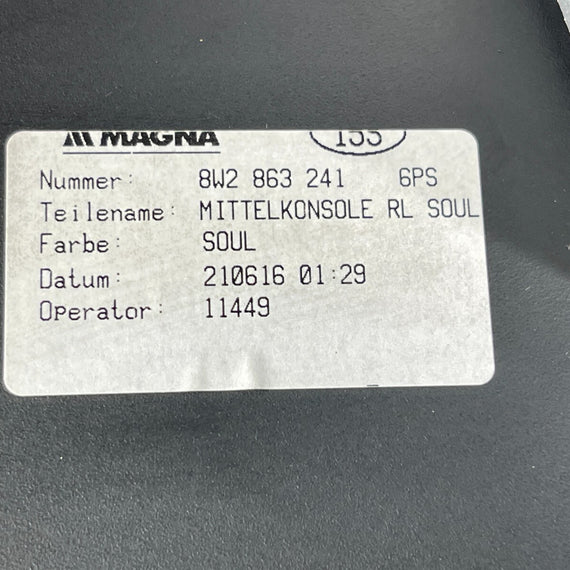 MAGNA 155
Nummer: 8W2 863 241 6PS
Teilename: MITTELKONSOLE RL SOUL
Farbe: SOUL
Datum: 210616 01:29
Operator: 11449